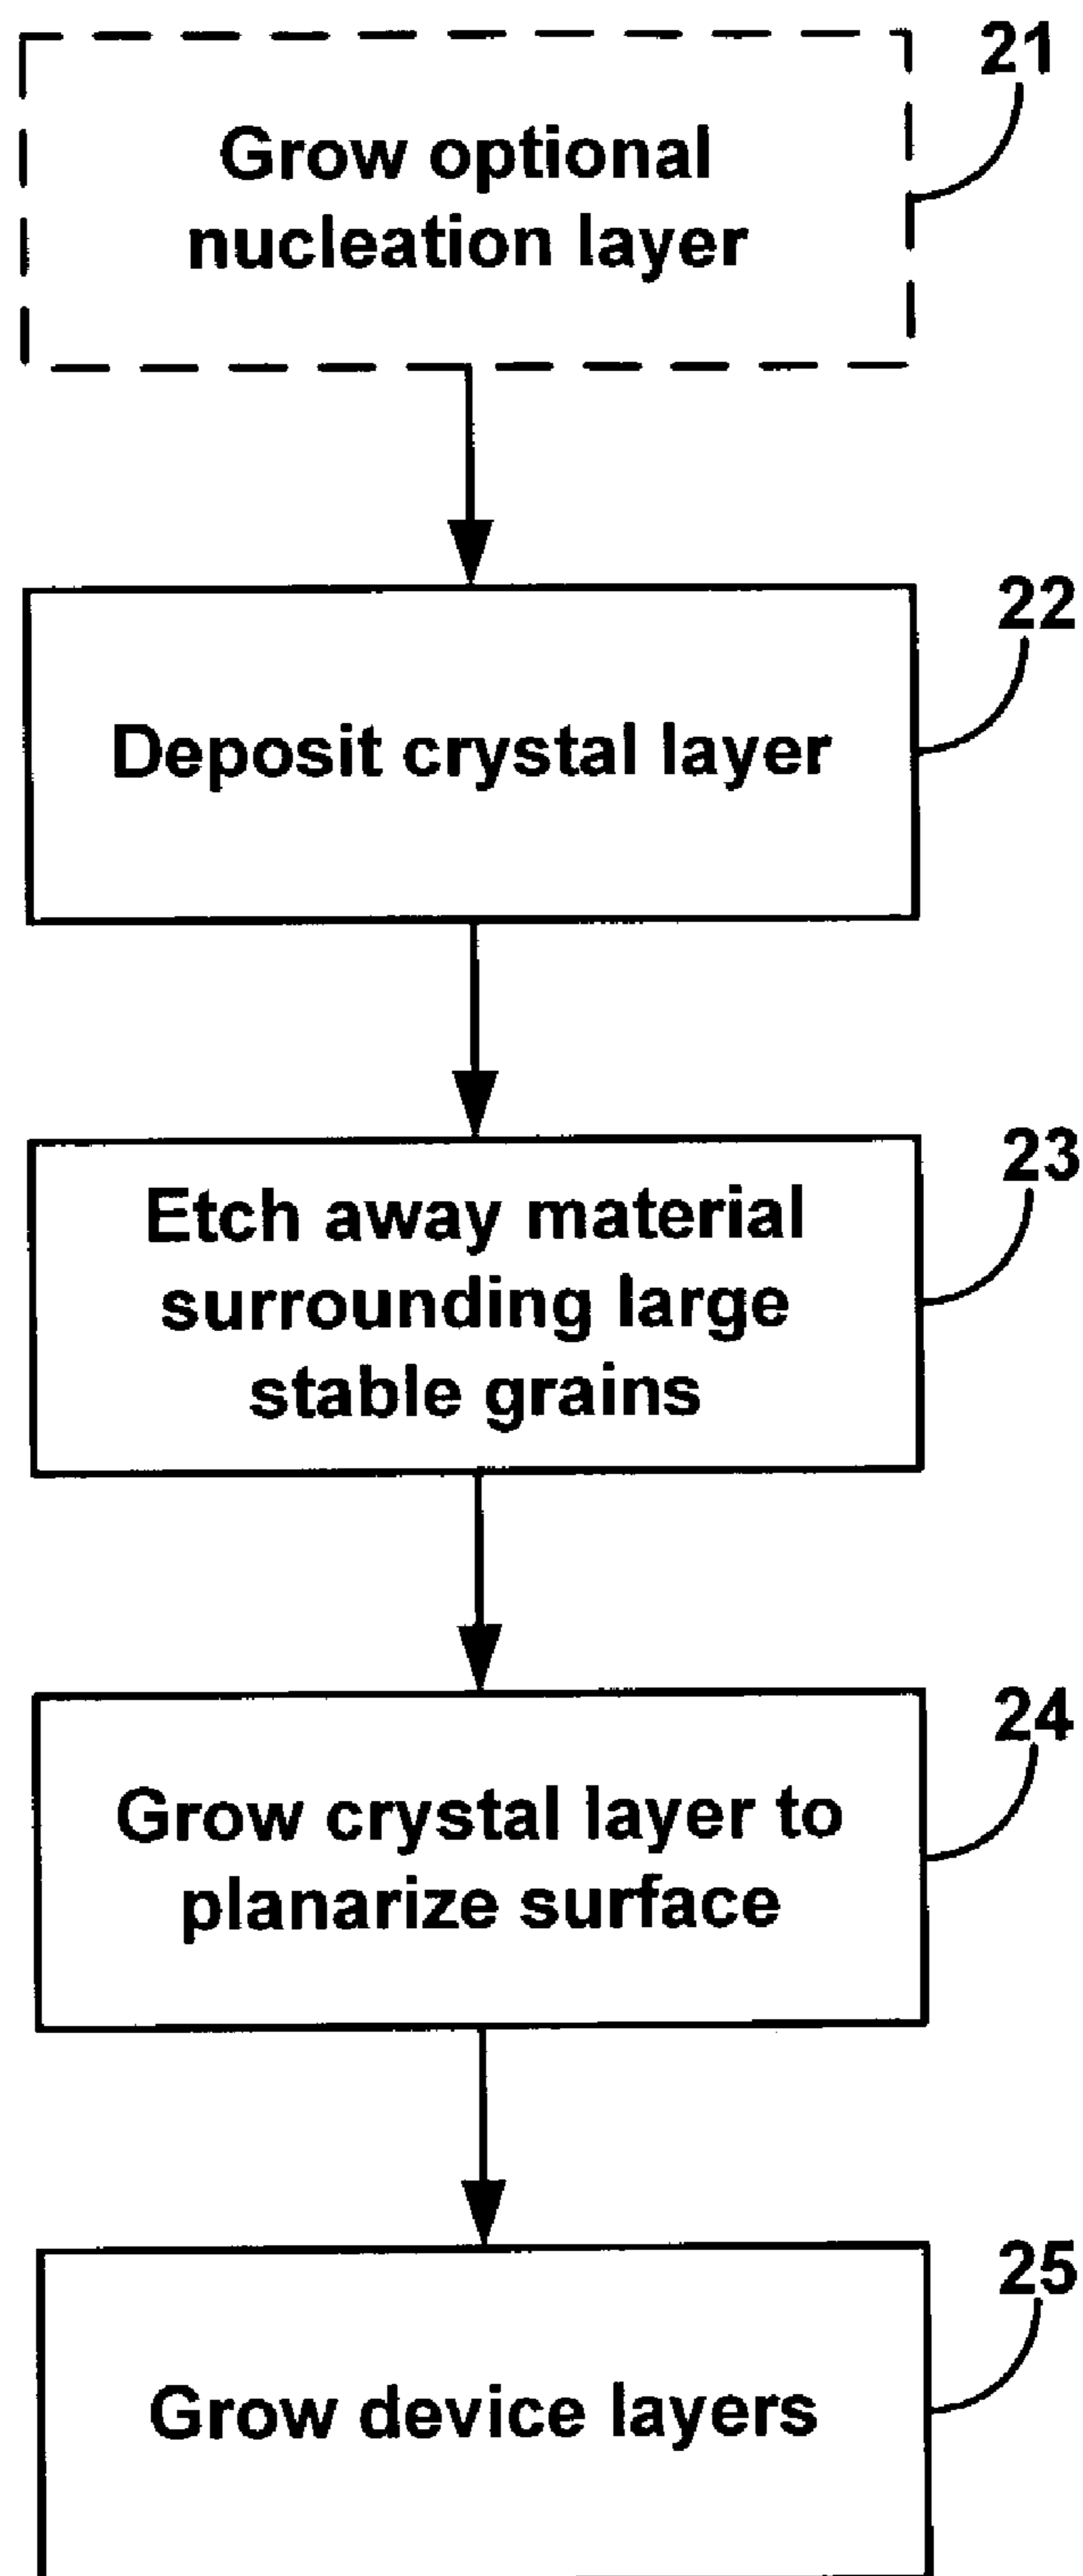 21
Grow optional
nucleation layer
22
Deposit crystal layer
23
Etch away material
surrounding large
stable grains
24
Grow crystal layer to
planarize surface
25
Grow device layers